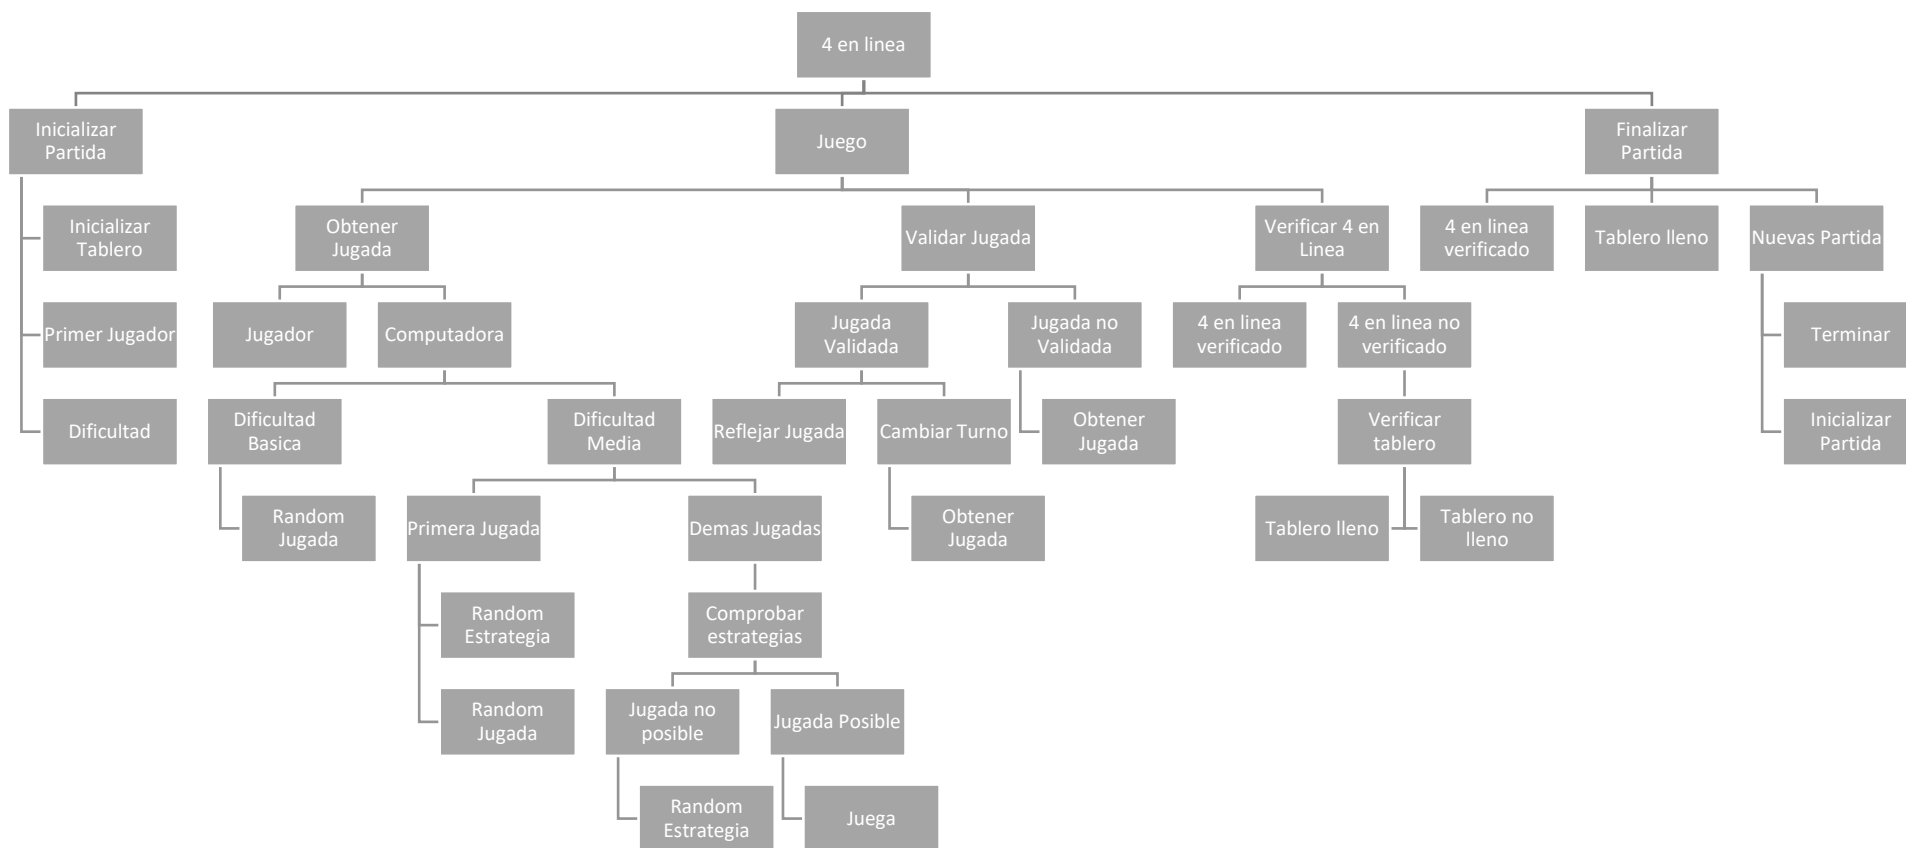 4 en linea
Inicializar
Partida
Juego
Finalizar
Partida
Inicializar
Tablero
Obtener
Jugada
Validar Jugada
Verificar 4 en
Linea
4 en linea
verificado
Tablero lleno
Nuevas Partida
Primer Jugador
Jugador
Computadora
Jugada
Validada
Jugada no
Validada
4 en linea
verificado
4 en linea no
verificado
Terminar
Dificultad
Dificultad
Basica
Dificultad
Media
Reflejar Jugada
Cambiar Turno
Obtener
Jugada
Verificar
tablero
Inicializar
Partida
Random
Jugada
Primera Jugada
Demas Jugadas
Obtener
Jugada
Tablero lleno
Tablero no
lleno
Random
Estrategia
Comprobar
estrategias
Random
Jugada
Jugada no
posible
Jugada Posible
Random
Estrategia
Juega